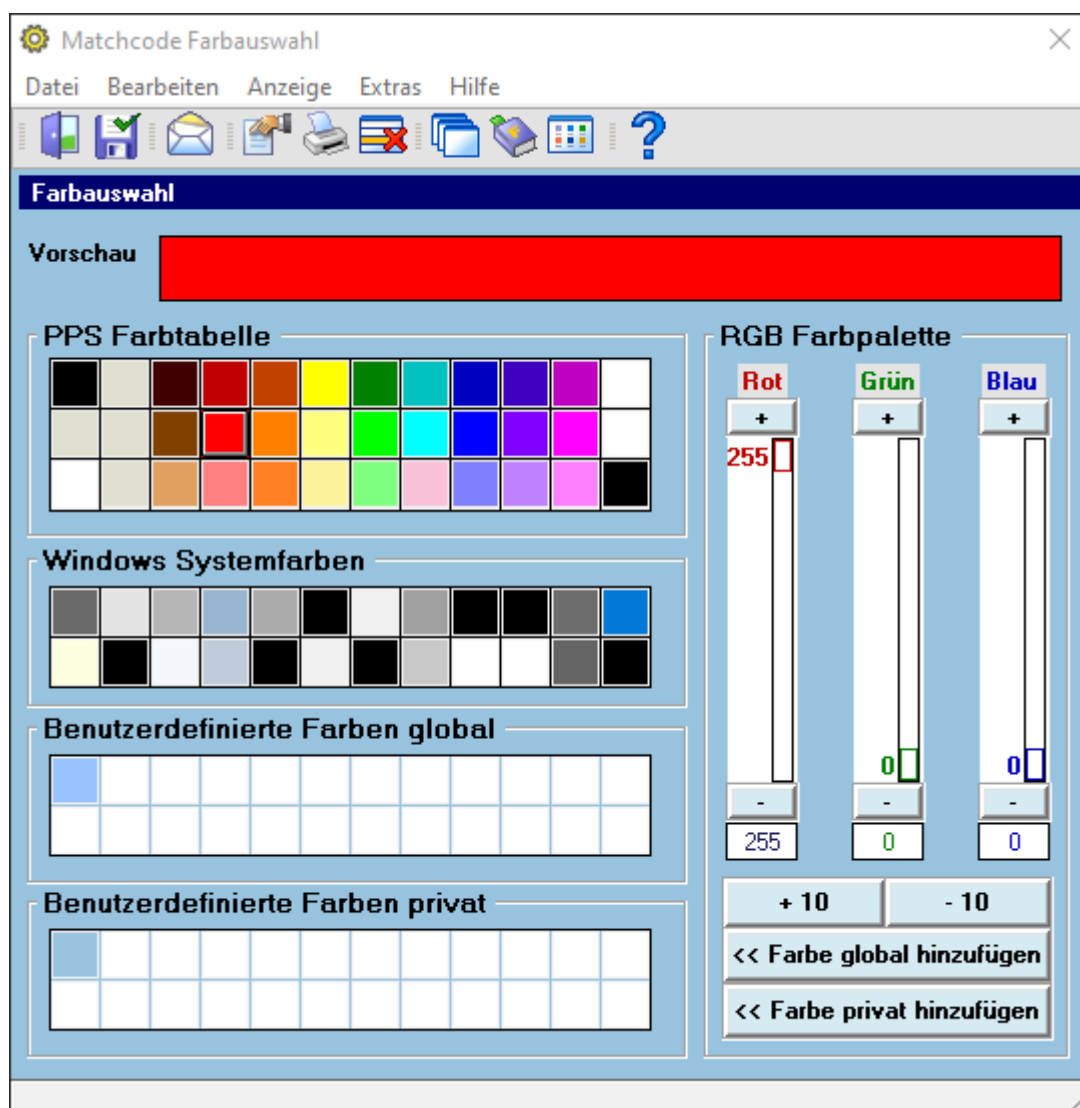 Matchcode Farbauswahl
Datei Bearbeiten Anzeige Extras Hilfe
Farbauswahl
Vorschau
PPS Farbtabelle
Windows Systemfarben
Benutzerdefinierte Farben global
Benutzerdefinierte Farben privat
RGB Farbpalette
Rot Grün Blau
+ + +
255
0 0
- - -
255 0 0
+ 10 - 10
<< Farbe global hinzufügen
<< Farbe privat hinzufügen